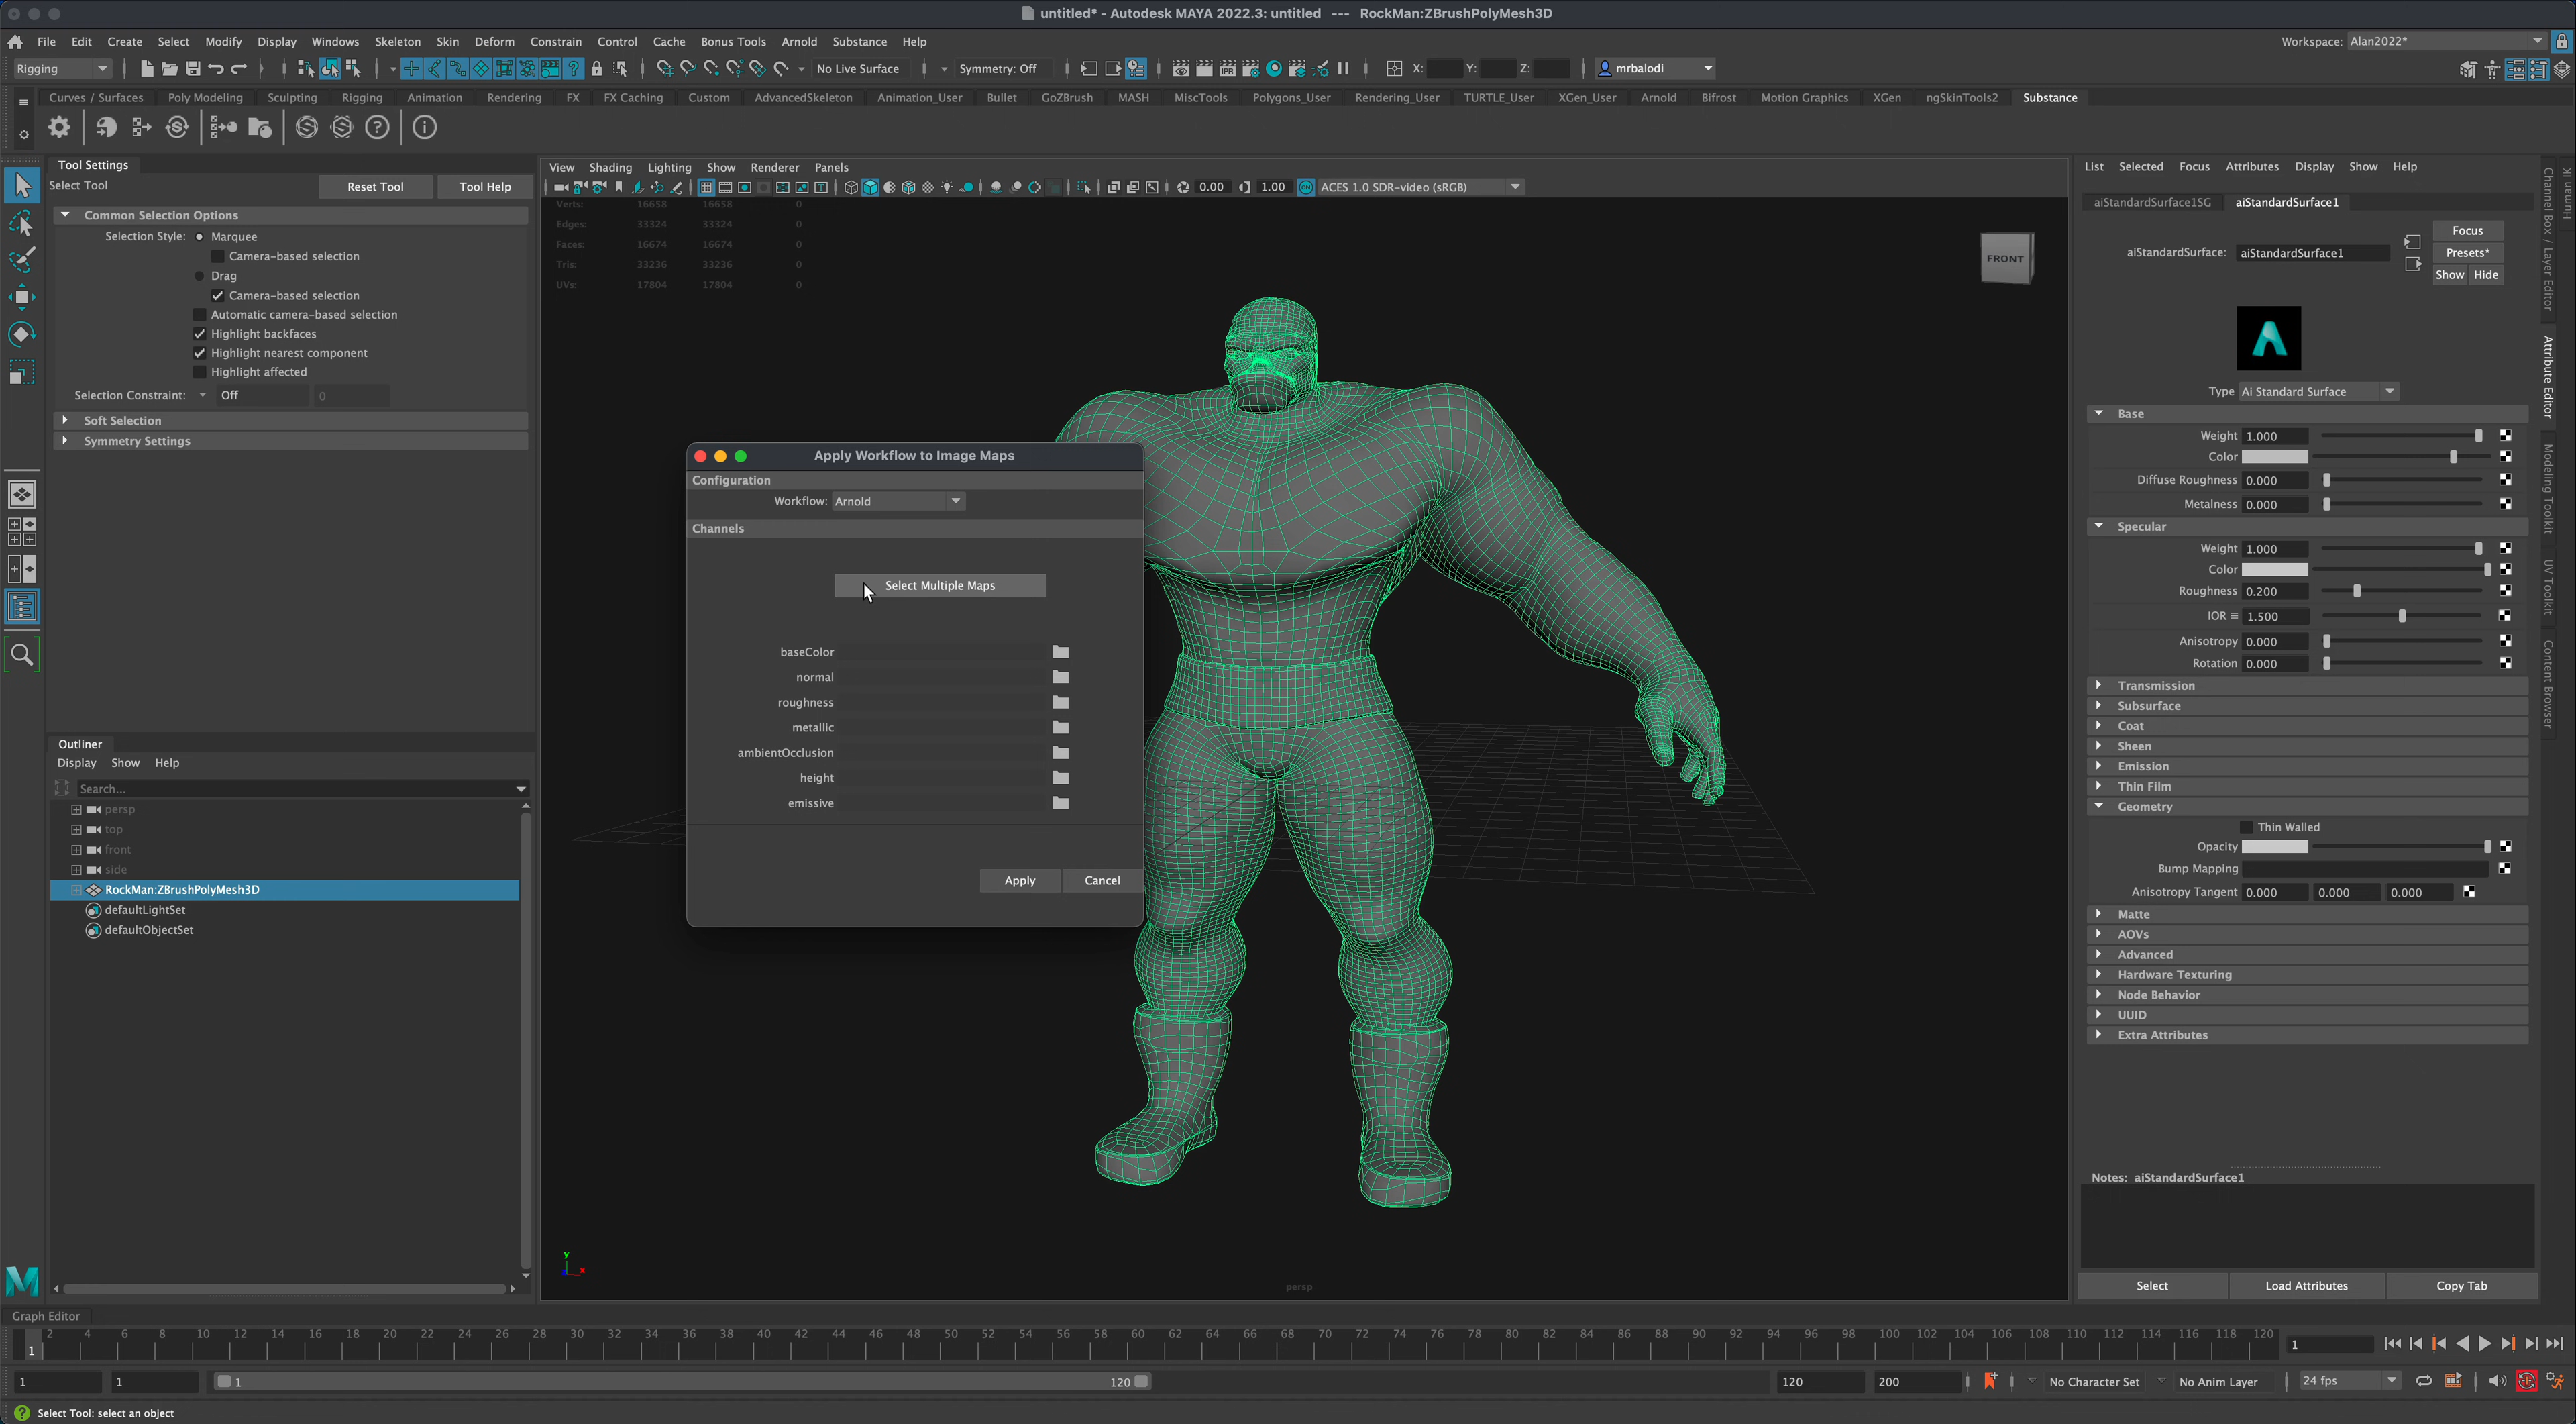 untitled* - Autodesk MAYA 2022.3: untitled --- RockMan:ZBrushPolyMesh3D
File Edit Create Select Modify Display Windows Skeleton Skin Deform Constrain Control Cache Bonus Tools Arnold Substance Help
Workspace: Alan2022*
Rigging
No Live Surface
Symmetry: Off
X: Y: Z:
mrbalodi
Curves / Surfaces Poly Modeling Sculpting Rigging Animation Rendering FX FX Caching Custom AdvancedSkeleton Animation_User Bullet GoZBrush MASH MiscTools Polygons_User Rendering_User TURTLE_User XGen_User Arnold Bifrost Motion Graphics XGen ngSkinTools2 Substance
Tool Settings
Select Tool
Reset Tool
Tool Help
Common Selection Options
Selection Style: Marquee
Camera-based selection
Drag
Camera-based selection
Automatic camera-based selection
Highlight backfaces
Highlight nearest component
Highlight affected
Selection Constraint: Off 0
Soft Selection
Symmetry Settings
Outliner
Display Show Help
Search...
persp
top
front
side
RockMan:ZBrushPolyMesh3D
defaultLightSet
defaultObjectSet
View Shading Lighting Show Renderer Panels
0.00 1.00 ACES 1.0 SDR-video (sRGB)
Verts: 16658 16658 0
Edges: 33324 33324 0
Faces: 16674 16674 0
Tris: 33236 33236 0
UVs: 17804 17804 0
FRONT
Apply Workflow to Image Maps
Configuration
Workflow: Arnold
Channels
Select Multiple Maps
baseColor
normal
roughness
metallic
ambientOcclusion
height
emissive
Apply Cancel
y
x
persp
List Selected Focus Attributes Display Show Help
aiStandardSurface1SG aiStandardSurface1
Focus
aiStandardSurface: aiStandardSurface1
Presets*
Show Hide
Type Ai Standard Surface
Base
Weight 1.000
Color
Diffuse Roughness 0.000
Metalness 0.000
Specular
Weight 1.000
Color
Roughness 0.200
IOR 1.500
Anisotropy 0.000
Rotation 0.000
Transmission
Subsurface
Coat
Sheen
Emission
Thin Film
Geometry
Thin Walled
Opacity
Bump Mapping
Anisotropy Tangent 0.000 0.000 0.000
Matte
AOVs
Advanced
Hardware Texturing
Node Behavior
UUID
Extra Attributes
Notes: aiStandardSurface1
Select Load Attributes Copy Tab
Human IK
Channel Box / Layer Editor
Attribute Editor
Modeling Toolkit
UV Toolkit
Content Browser
Graph Editor
2 4 6 8 10 12 14 16 18 20 22 24 26 28 30 32 34 36 38 40 42 44 46 48 50 52 54 56 58 60 62 64 66 68 70 72 74 76 78 80 82 84 86 88 90 92 94 96 98 100 102 104 106 108 110 112 114 116 118 120
1
1
1 1 1 120 120 200 No Character Set No Anim Layer 24 fps
Select Tool: select an object